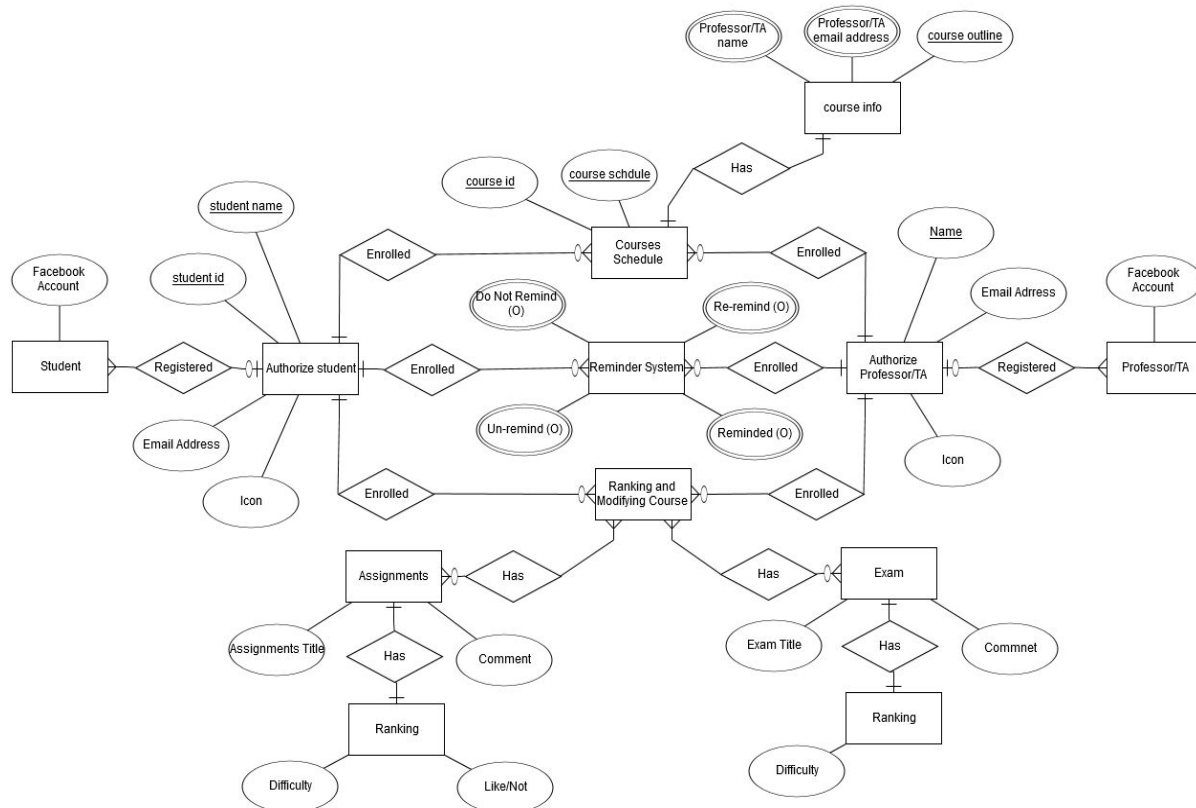 Professor/TA
name
Professor/TA
email address
course outline
course info
Has
course id
course schdule
student name
Enrolled
Courses
Schedule
Enrolled
Name
Facebook
Account
student id
Do Not Remind
(O)
Re-remind (O)
Email Adrress
Facebook
Account
Student
Registered
Authorize student
Enrolled
Reminder System
Enrolled
Authorize
Professor/TA
Registered
Professor/TA
Email Address
Un-remind (O)
Reminded (O)
Icon
Icon
Enrolled
Ranking and
Modifying Course
Enrolled
Assignments
Has
Has
Exam
Assignments Title
Has
Comment
Exam Title
Has
Commnet
Ranking
Ranking
Difficulty
Like/Not
Difficulty